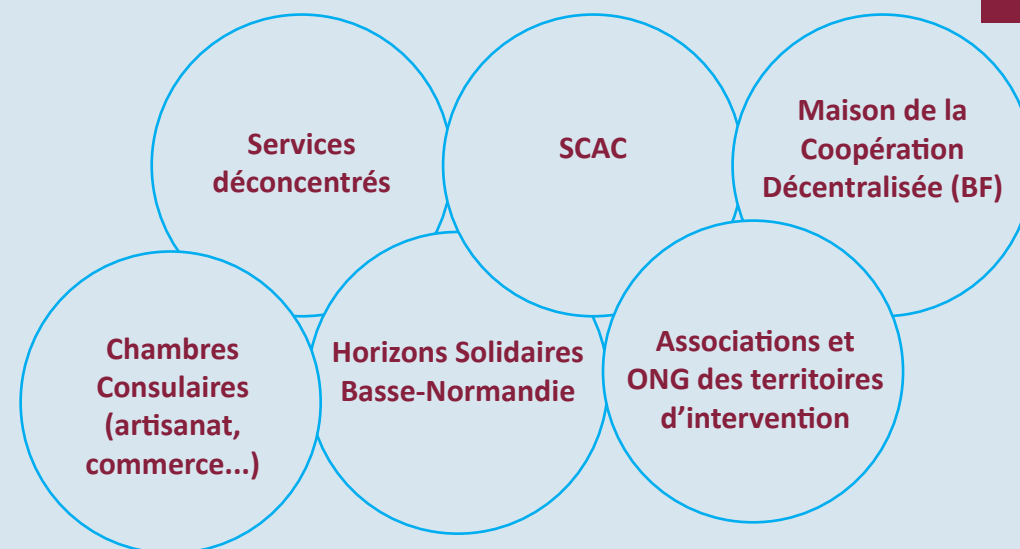 Services
déconcentrés
SCAC
Maison de la
Coopération
Décentralisée (BF)
Chambres
Consulaires
(artisanat,
commerce...)
Horizons Solidaires
Basse-Normandie
Associations et
ONG des territoires
d’intervention